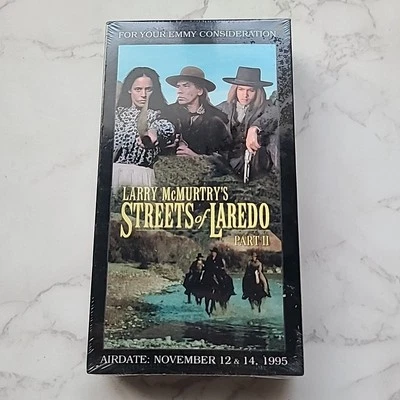 FOR YOUR EMMY CONSIDERATION
LARRY McMURTRY'S
STREETS of LAREDO
PART II
AIRDATE: NOVEMBER 12 & 14, 1995